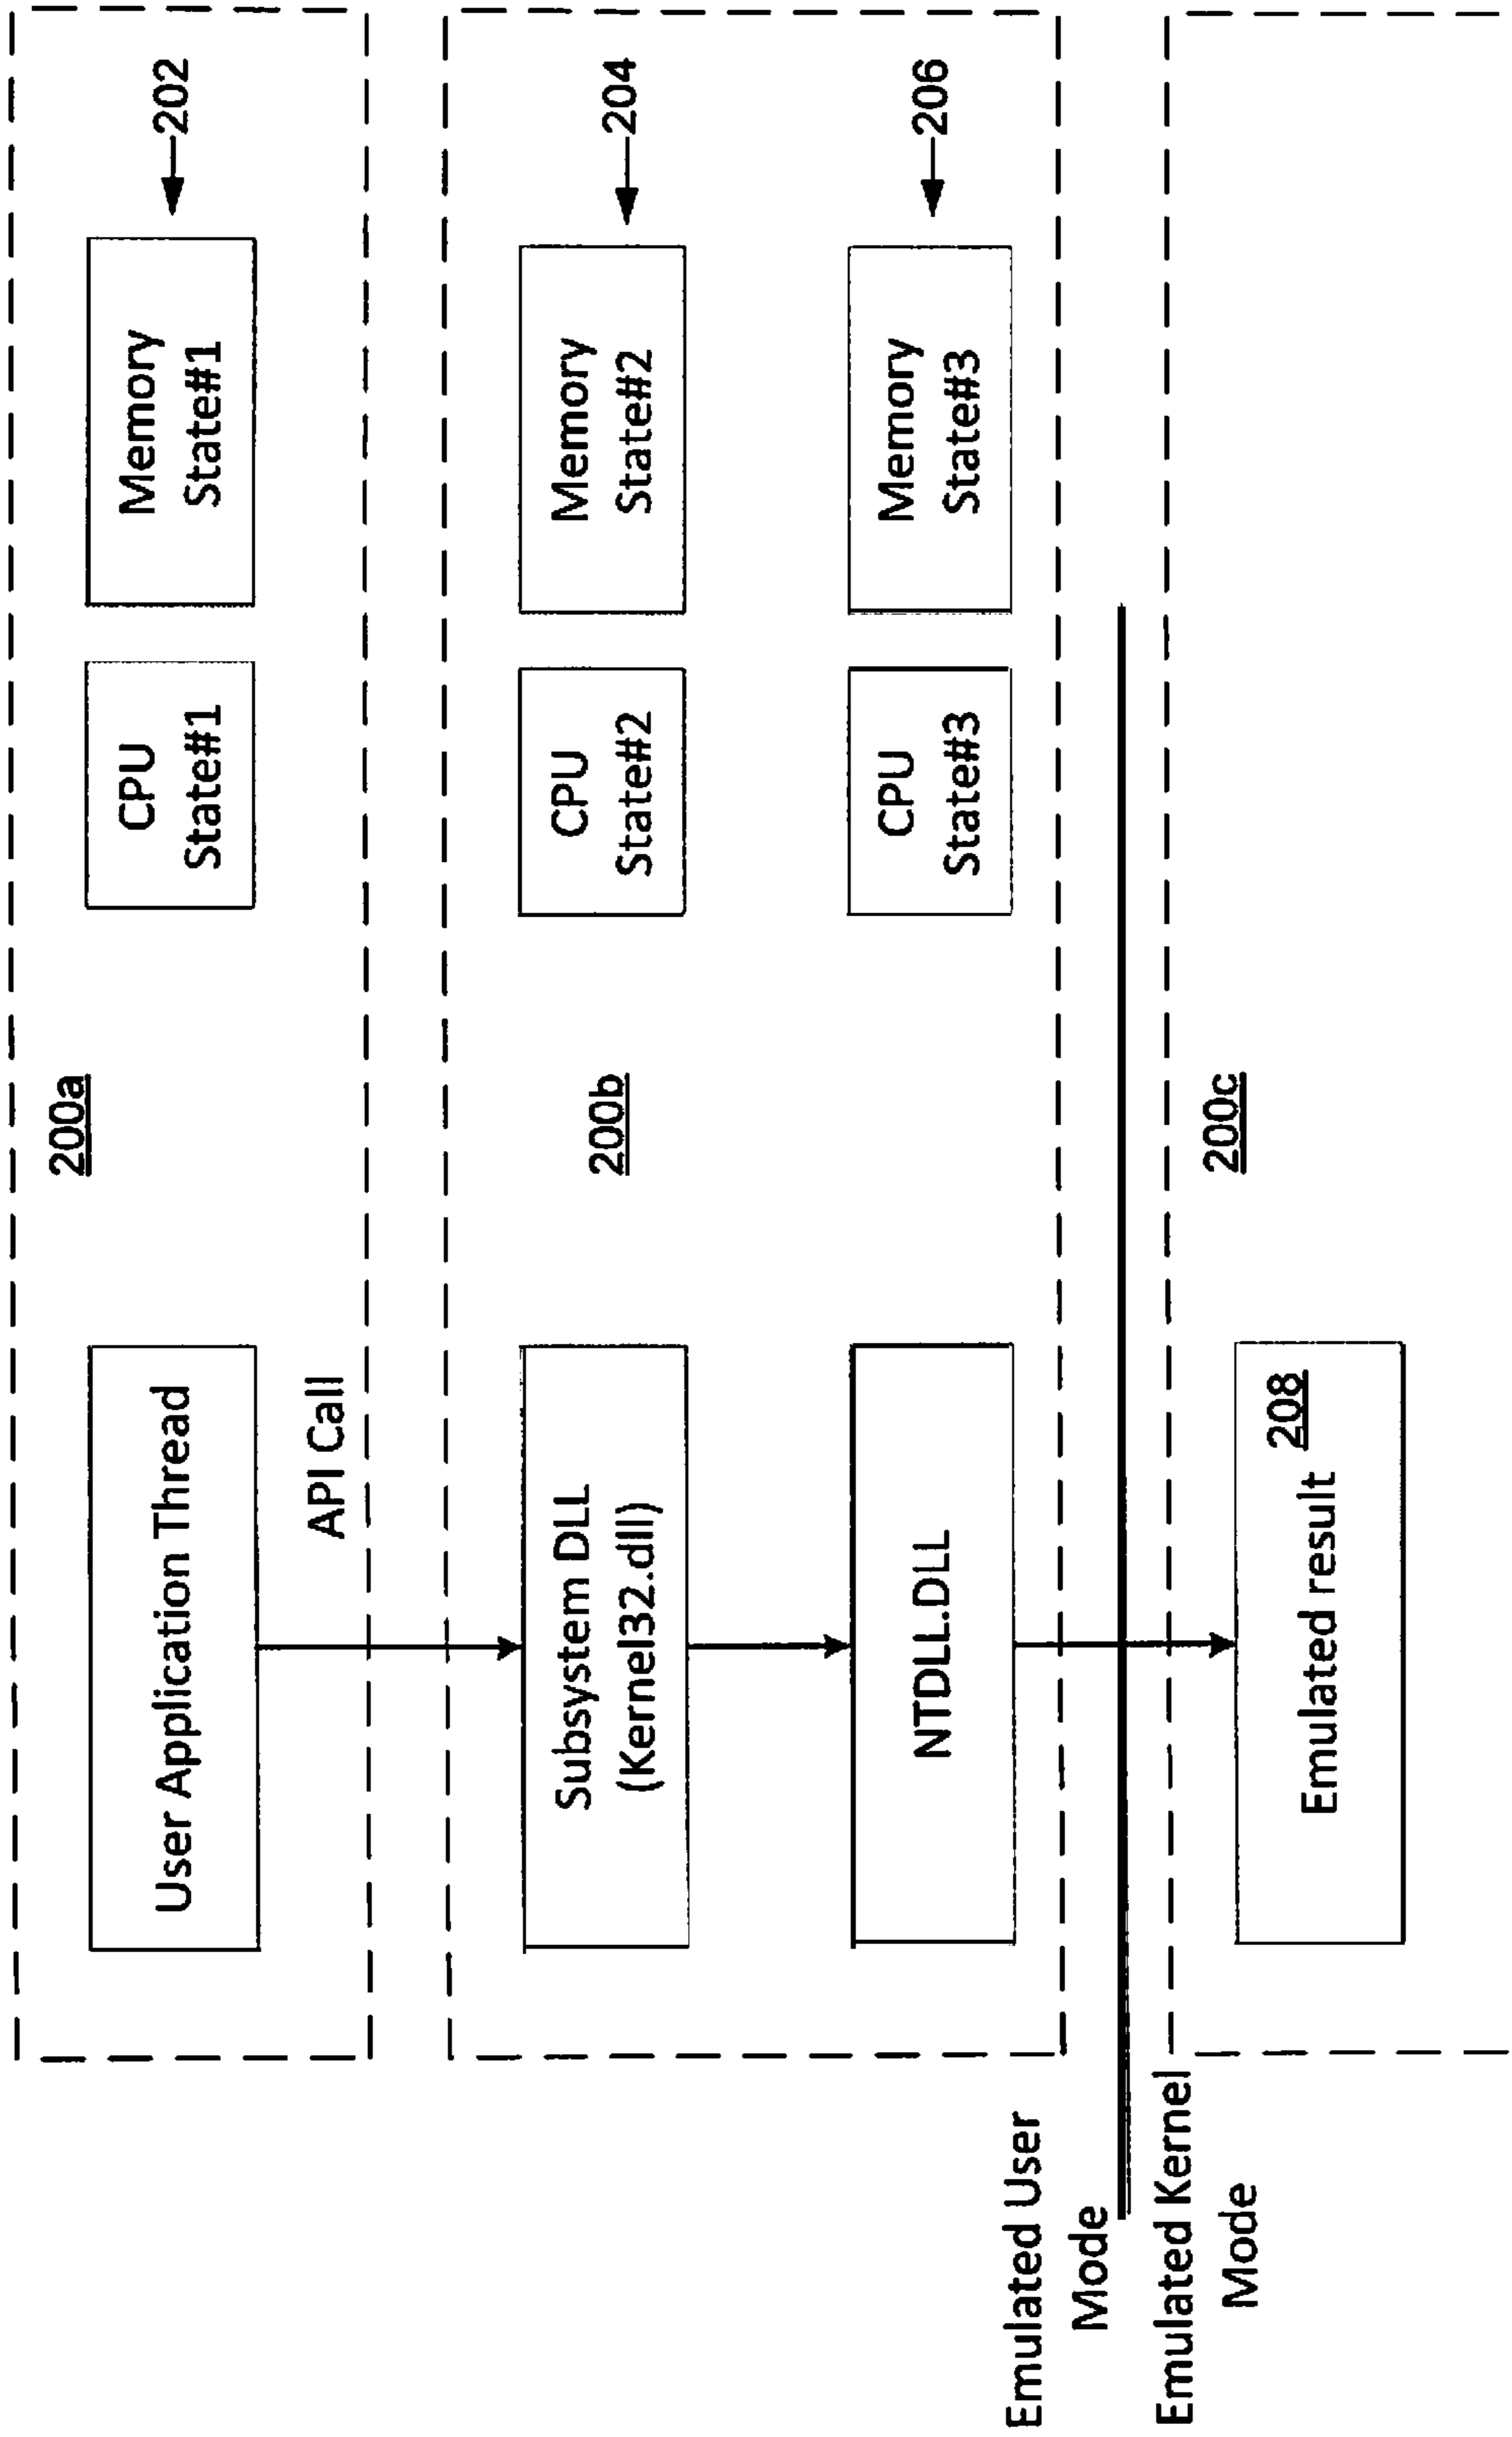 200a
User Application Thread
CPU
State#1
Memory
State#1
202
API Call
200b
Subsystem DLL
(Kernel32.dll)
CPU
State#2
Memory
State#2
204
NTDLL.DLL
CPU
State#3
Memory
State#3
206
Emulated User
Mode
Emulated Kernel
Mode
200c
208
Emulated result